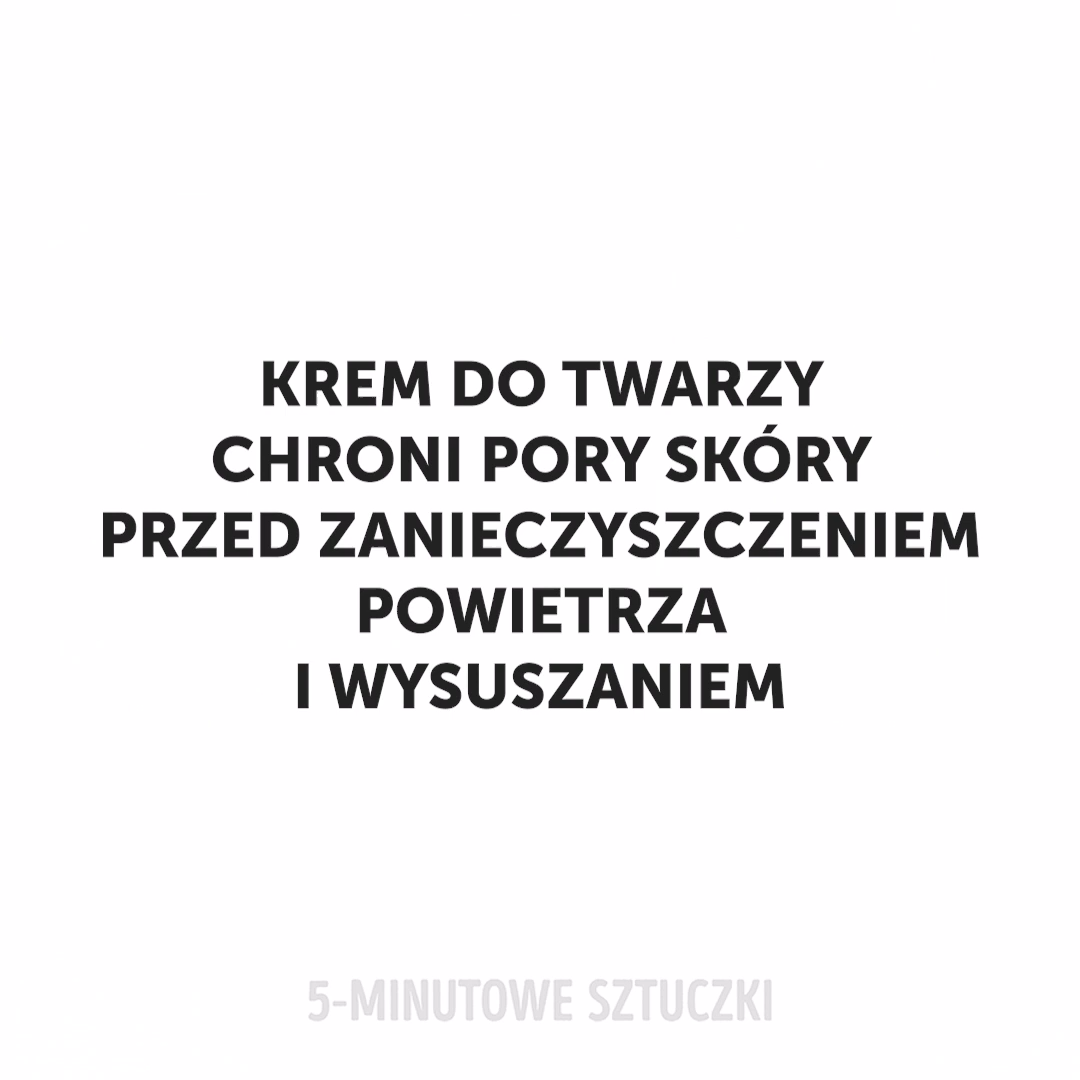 KREM DO TWARZY
CHRONI PORY SKÓRY
PRZED ZANIECZYSZCZENIEM
POWIETRZA
I WYSUSZANIEM
5-MINUTOWE SZTUCZKI